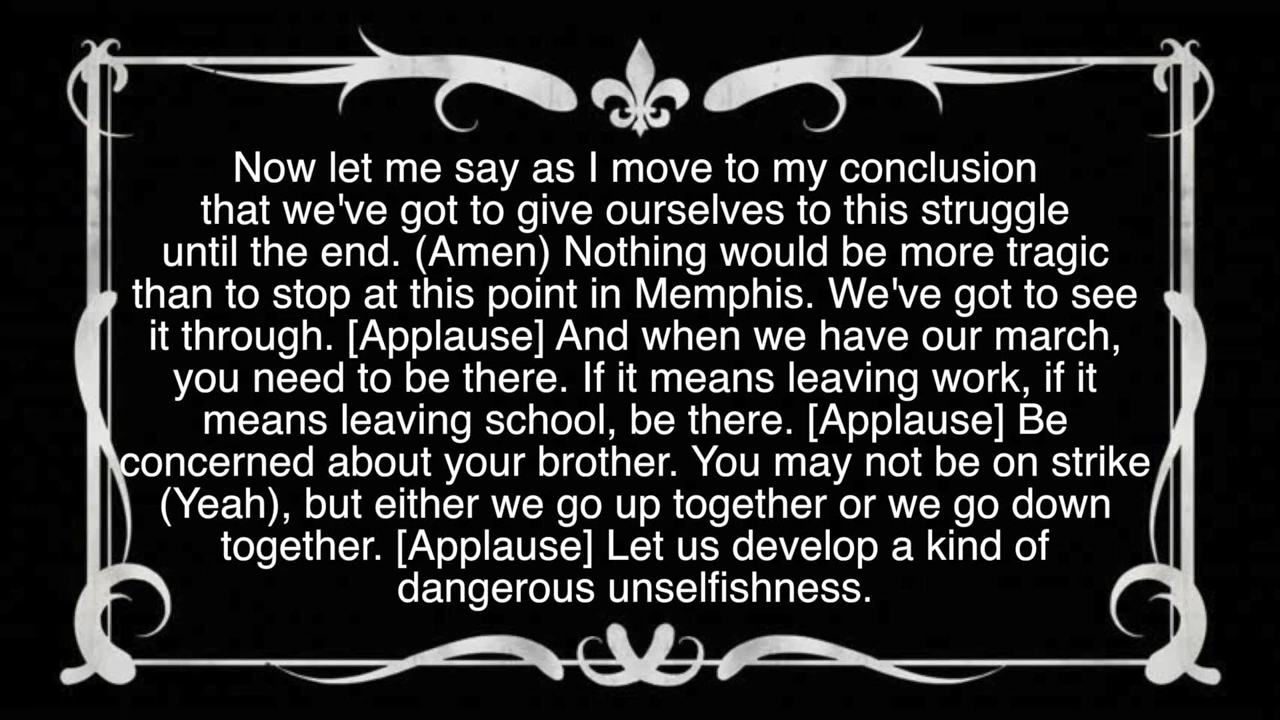 Now let me say as I move to my conclusion
that we've got to give ourselves to this struggle
until the end. (Amen) Nothing would be more tragic
than to stop at this point in Memphis. We've got to see
it through. [Applause] And when we have our march,
you need to be there. If it means leaving work, if it
means leaving school, be there. [Applause] Be
concerned about your brother. You may not be on strike
(Yeah), but either we go up together or we go down
together. [Applause] Let us develop a kind of
dangerous unselfishness.